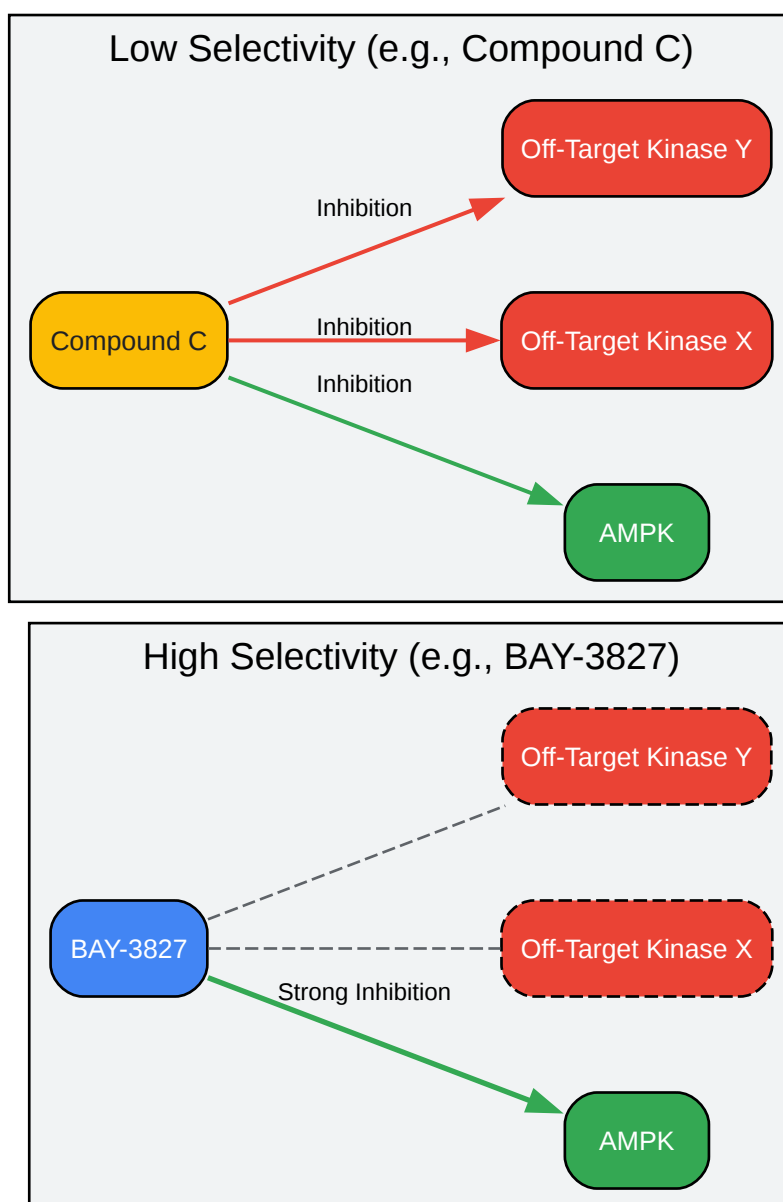 Low Selectivity (e.g., Compound C)
Off-Target Kinase Y
Inhibition
Compound C
Inhibition
Off-Target Kinase X
Inhibition
AMPK
High Selectivity (e.g., BAY-3827)
Off-Target Kinase Y
BAY-3827
Off-Target Kinase X
Strong Inhibition
AMPK